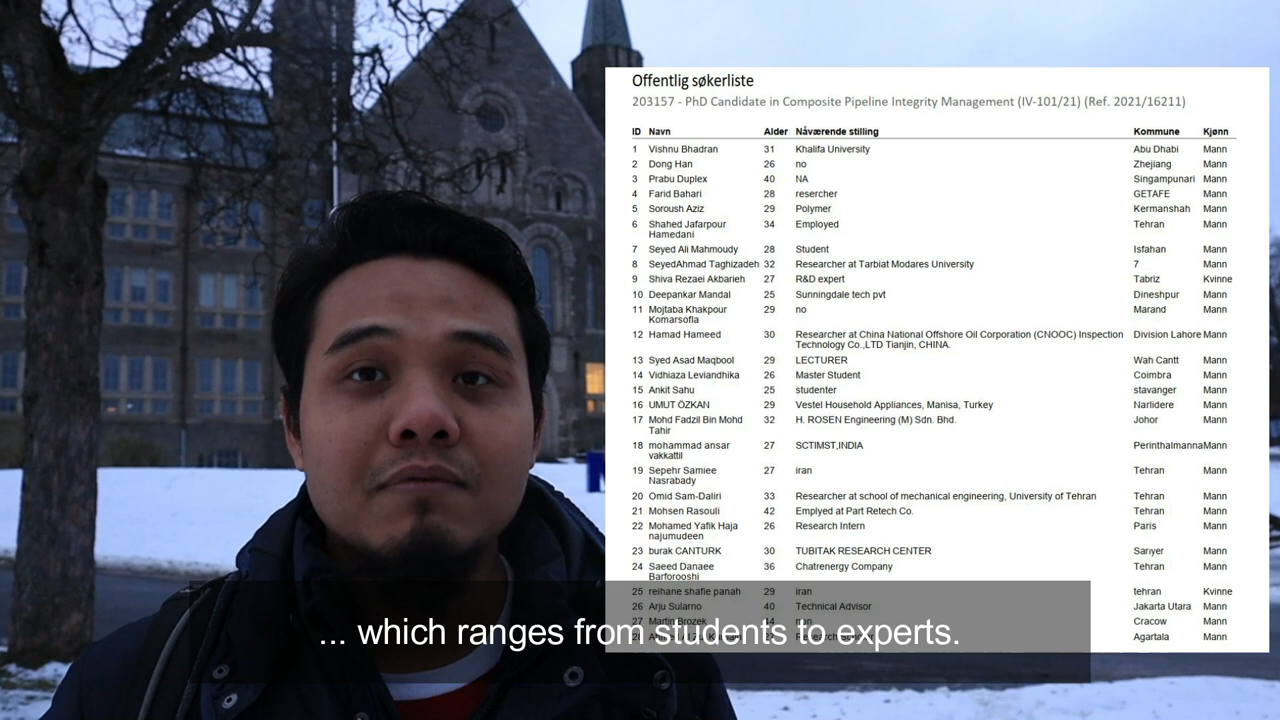 Offentlig søkerliste
203157 - PhD Candidate in Composite Pipeline Integrity Management (IV-101/21) (Ref. 2021/16211)
ID Navn Alder Nåværende stilling Kommune Kjønn
1 Vishnu Bhadran 31 Khalifa University Abu Dhabi Mann
2 Dong Han 26 no Zhejiang Mann
3 Prabu Duplex 40 NA Singampunari Mann
4 Farid Bahari 28 resercher GETAFE Mann
5 Soroush Aziz 29 Polymer Kermanshah Mann
6 Shahed Jafarpour 34 Employed Tehran Mann
Hamedani
7 Seyed Ali Mahmoudy 28 Student Isfahan Mann
8 SeyedAhmad Taghizadeh 32 Researcher at Tarbiat Modares University 7 Mann
9 Shiva Rezaei Akbarieh 27 R&D expert Tabriz Kvinne
10 Deepankar Mandal 25 Sunningdale tech pvt Dineshpur Mann
11 Mojtaba Khakpour 29 no Marand Mann
Komarsofla
12 Hamad Hameed 30 Researcher at China National Offshore Oil Corporation (CNOOC) Inspection Division Lahore Mann
Technology Co.,LTD Tianjin, CHINA.
13 Syed Asad Maqbool 29 LECTURER Wah Cantt Mann
14 Vidhiaza Leviandhika 26 Master Student Coimbra Mann
15 Ankit Sahu 25 studenter stavanger Mann
16 UMUT ÖZKAN 29 Vestel Household Appliances, Manisa, Turkey Narlidere Mann
17 Mohd Fadzil Bin Mohd 32 H. ROSEN Engineering (M) Sdn. Bhd. Johor Mann
Tahir
18 mohammad ansar 27 SCTIMST,INDIA Perinthalmanna Mann
vakkattil
19 Sepehr Samiee 27 iran Tehran Mann
Nasrabady
20 Omid Sam-Daliri 33 Researcher at school of mechanical engineering, University of Tehran Tehran Mann
21 Mohsen Rasouli 42 Emplyed at Part Retech Co. Tehran Mann
22 Mohamed Yafik Haja 26 Research Intern Paris Mann
najumudeen
23 burak CANTURK 30 TUBITAK RESEARCH CENTER Sarıyer Mann
24 Saeed Danaee 36 Chatrenergy Company Tehran Mann
Barforooshi
25 reihane shafie panah 29 iran tehran Kvinne
26 Arju Sularno 40 Technical Advisor Jakarta Utara Mann
27 Martin Brozek 44 Cracow Mann
28 Agartala Mann
... which ranges from students to experts.